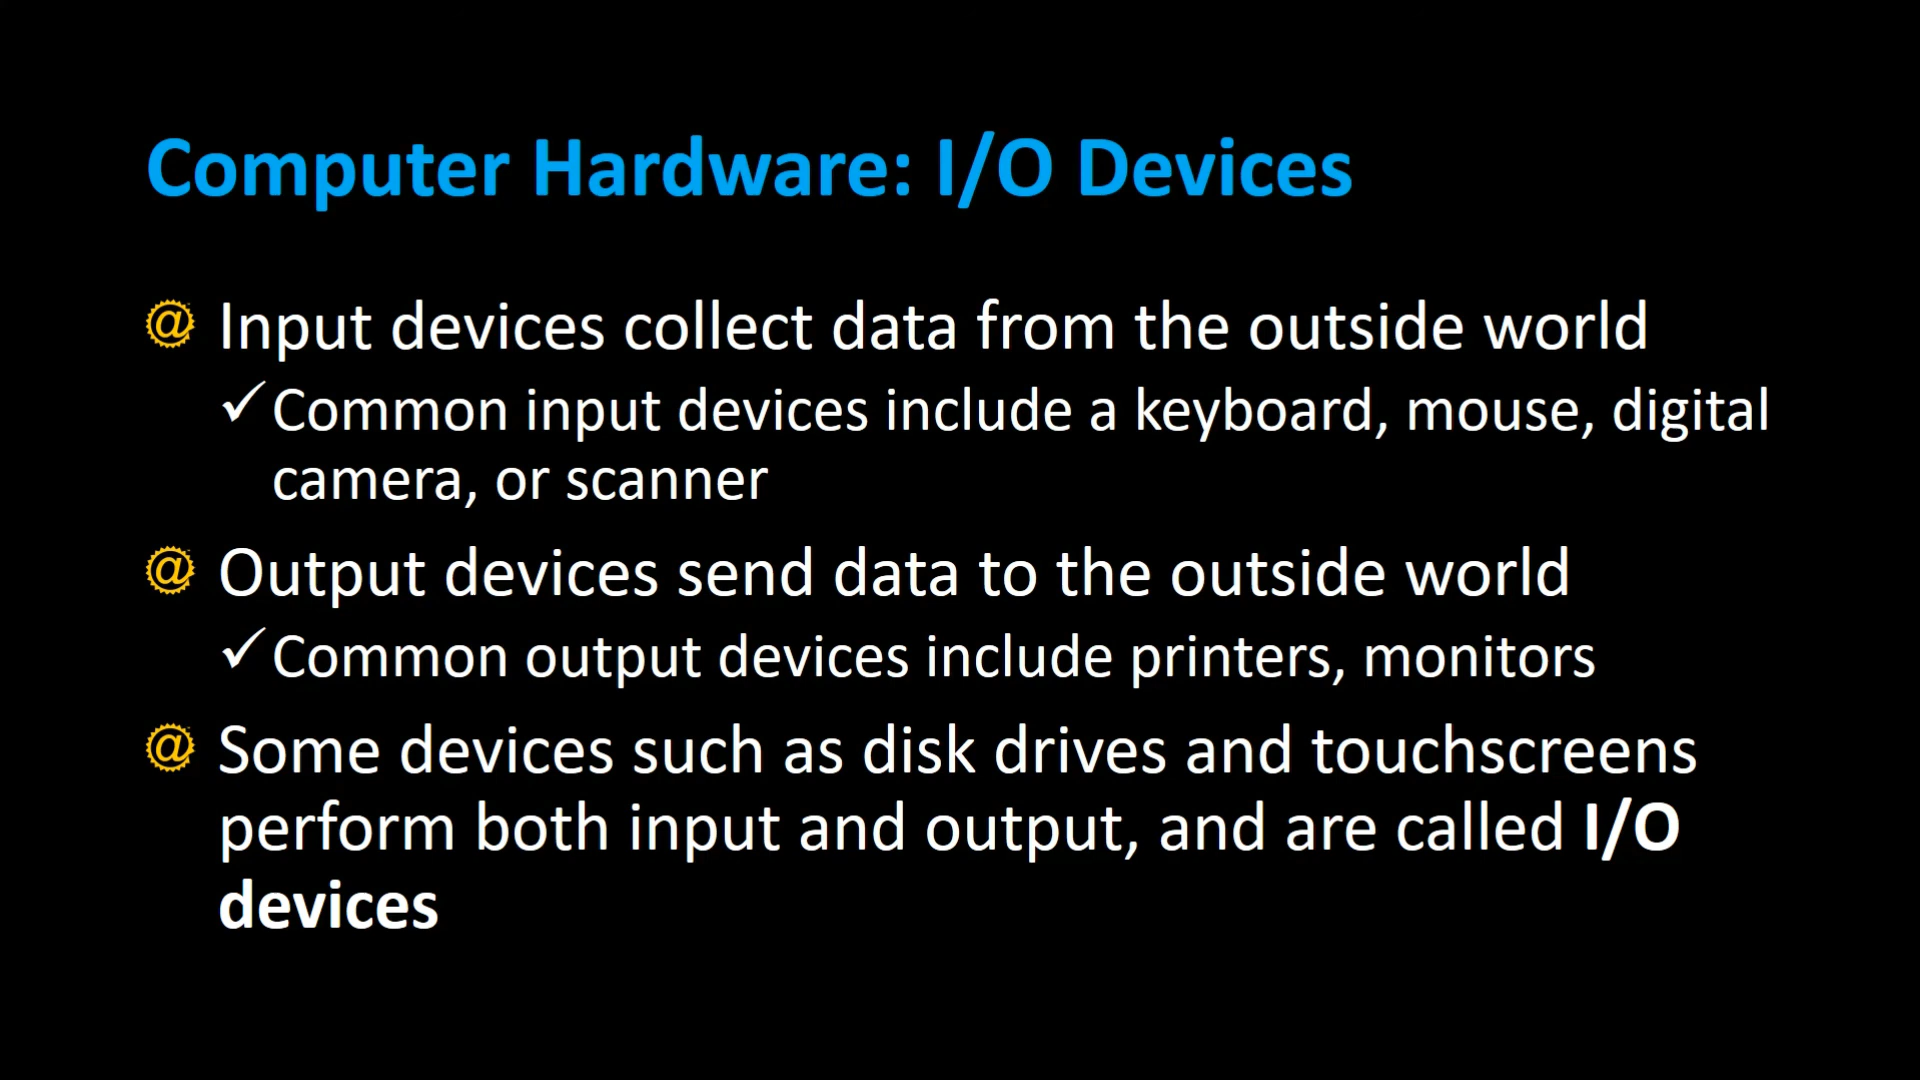 Computer Hardware: I/O Devices
@ Input devices collect data from the outside world
✓ Common input devices include a keyboard, mouse, digital
camera, or scanner
@ Output devices send data to the outside world
✓ Common output devices include printers, monitors
@ Some devices such as disk drives and touchscreens
perform both input and output, and are called I/O
devices